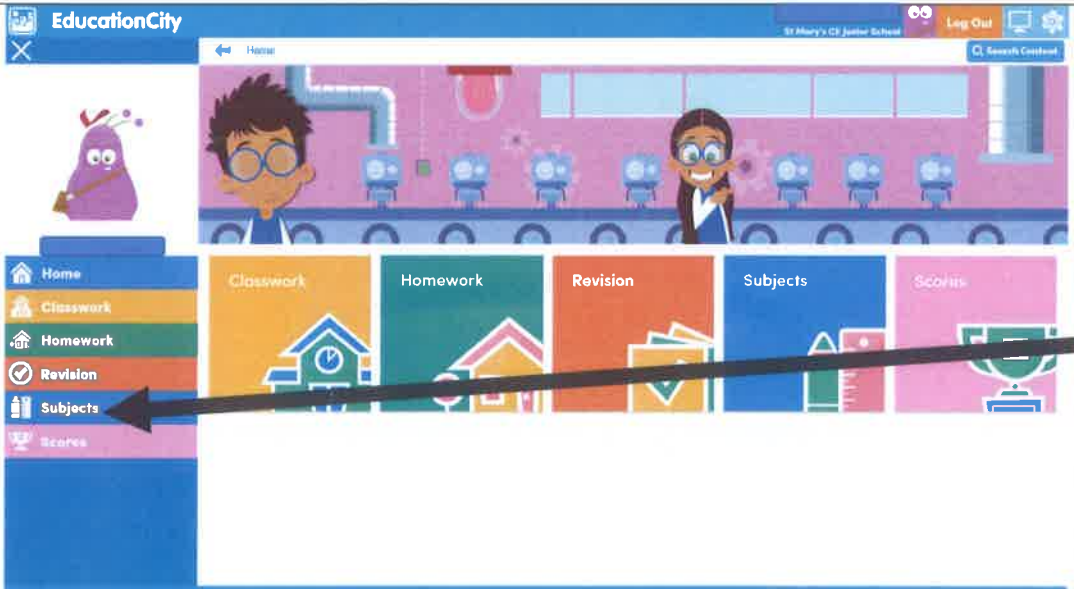 EducationCity
St Mary's CE Junior School
Log Out
Home
Search Content
Home
Classwork
Homework
Revision
Subjects
Scores
Classwork
Homework
Revision
Subjects
Scores